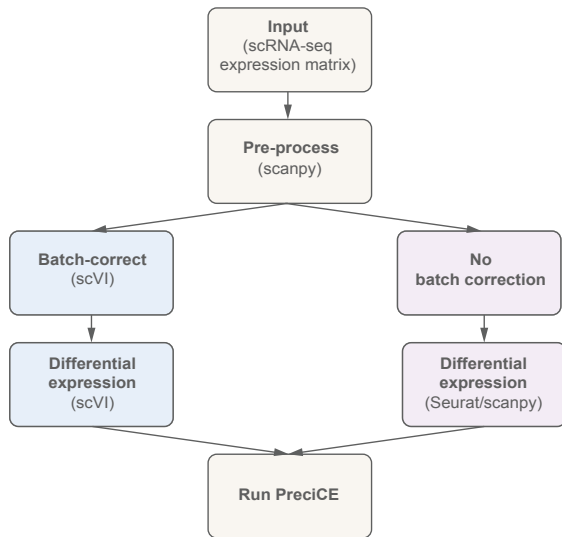 Input
(scRNA-seq
expression matrix)
Pre-process
(scanpy)
Batch-correct
(scVI)
No
batch correction
Differential
expression
(scVI)
Differential
expression
(Seurat/scanpy)
Run PreciCE